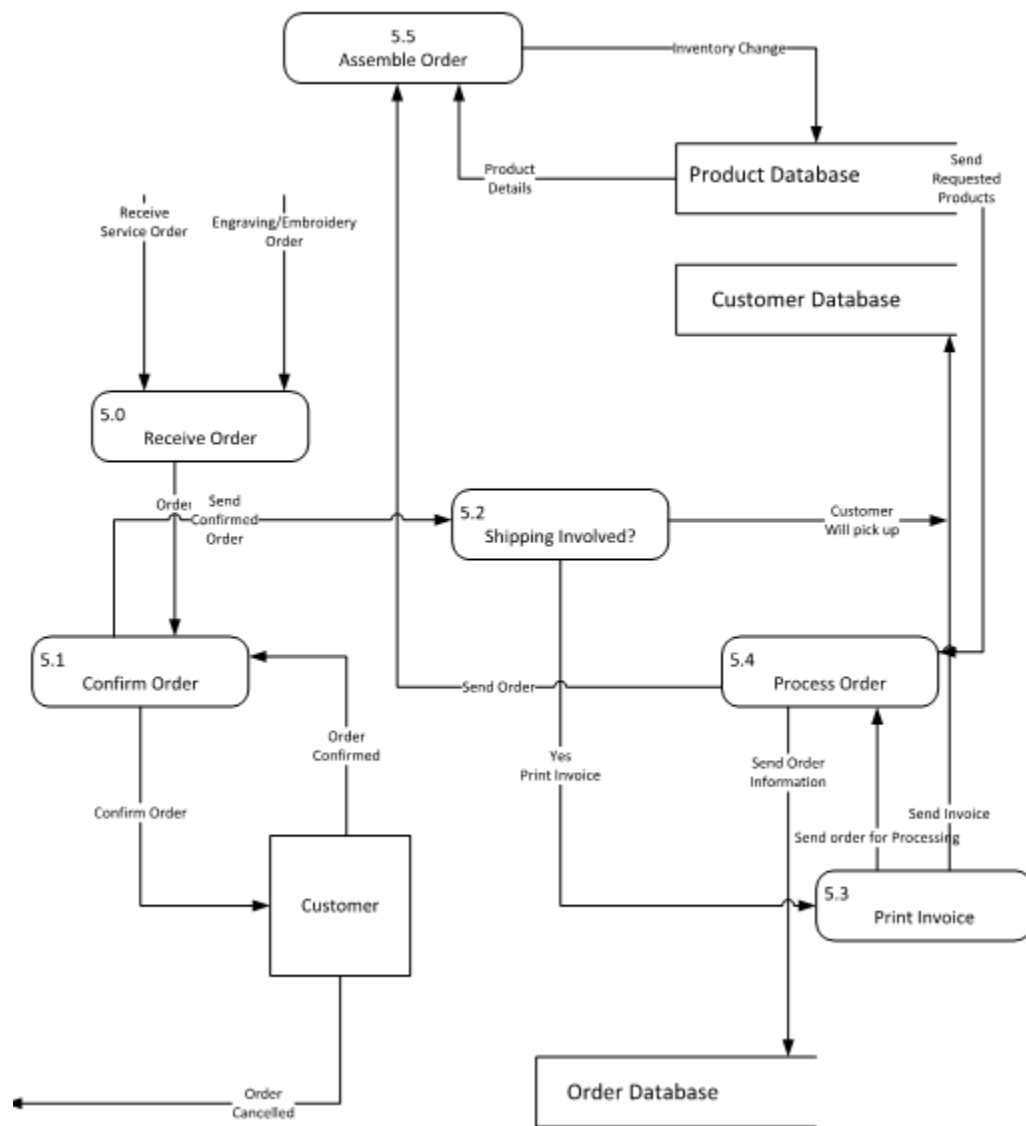 5.5
Assemble Order
Inventory Change
Product
Details
Product Database
Send
Requested
Products
Receive
Service Order
Engraving/Embroidery
Order
Customer Database
5.0
Receive Order
Order
Send
Confirmed
Order
5.2
Shipping Involved?
Customer
Will pick up
5.1
Confirm Order
5.4
Process Order
Send Order
Order
Confirmed
Yes
Print Invoice
Send Order
Information
Confirm Order
Send Invoice
Send order for Processing
Customer
5.3
Print Invoice
Order
Cancelled
Order Database